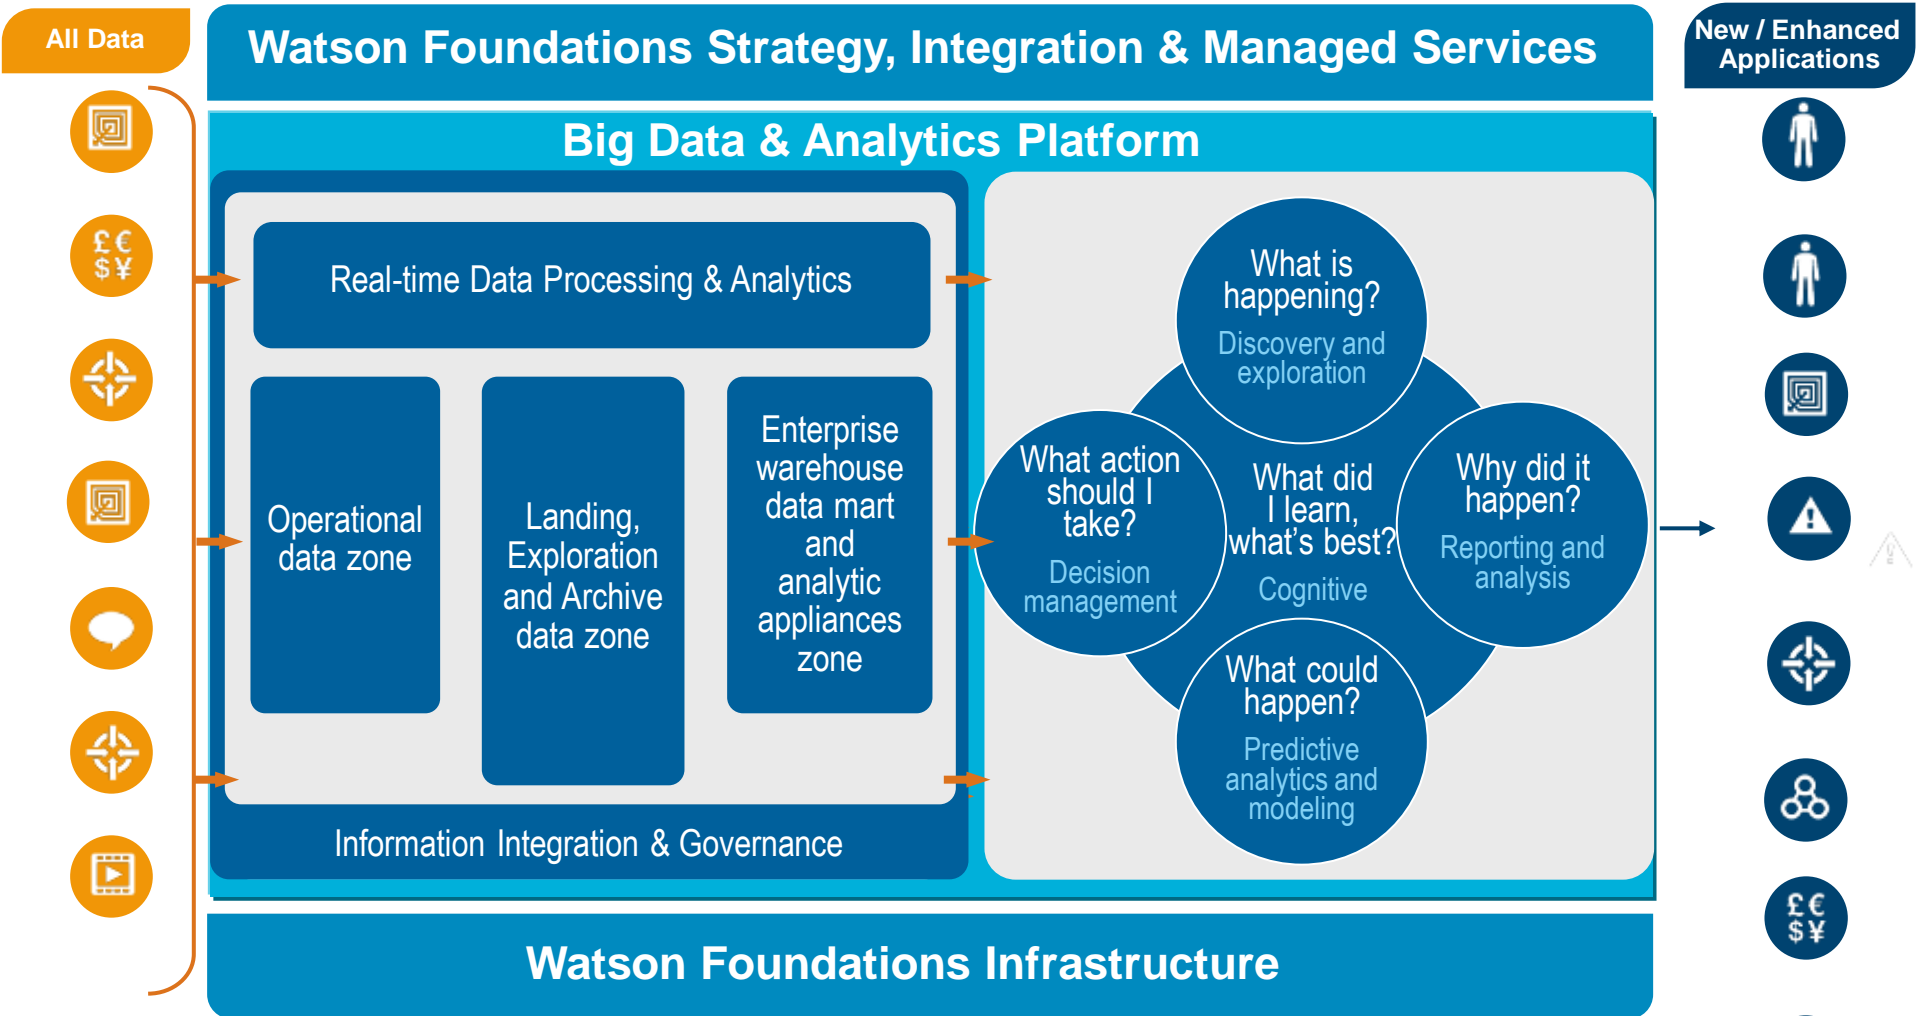 All Data
Watson Foundations Strategy, Integration & Managed Services
New / Enhanced
Applications
Big Data & Analytics Platform
Real-time Data Processing & Analytics
Operational
data zone
Landing,
Exploration
and Archive
data zone
Enterprise
warehouse
data mart
and
analytic
appliances
zone
Information Integration & Governance
What is
happening?
Discovery and
exploration
What action
should I
take?
Decision
management
What did
I learn,
what's best?
Cognitive
Why did it
happen?
Reporting and
analysis
What could
happen?
Predictive
analytics and
modeling
£ €
$ ¥
£ €
$ ¥
Watson Foundations Infrastructure